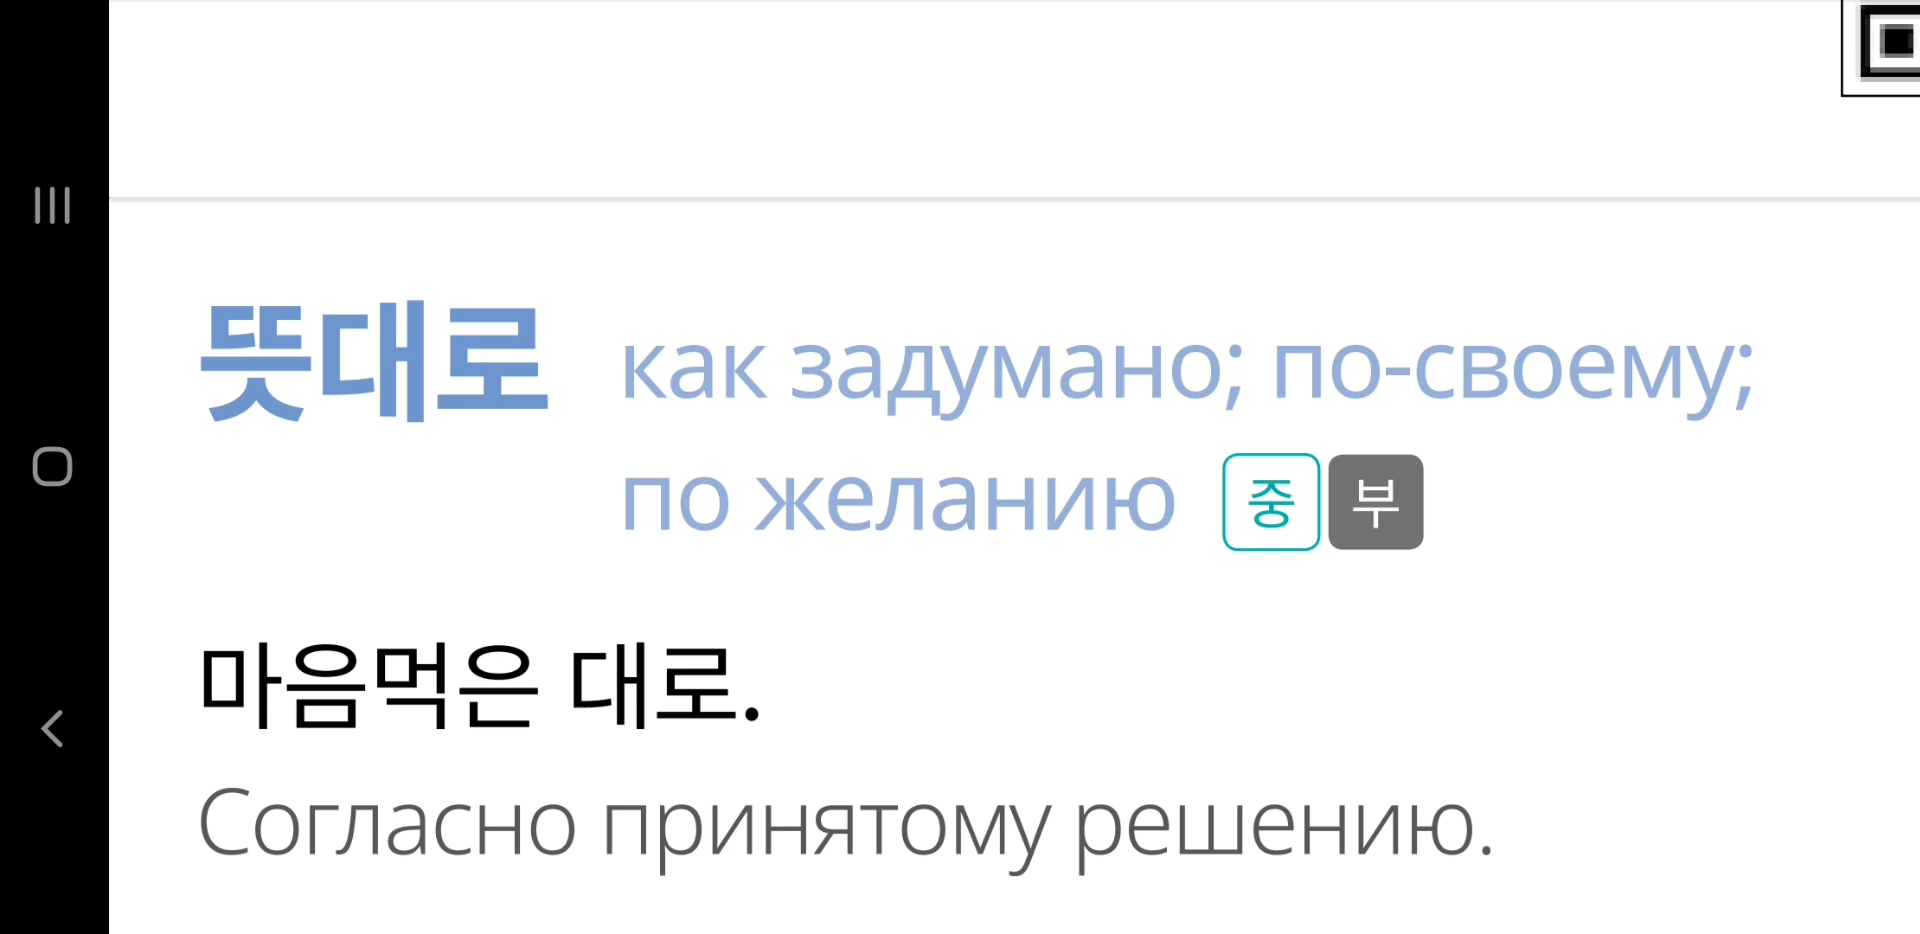 뜻대로 как задумано; по-своему;
по желанию 중 부
마음먹은 대로.
Согласно принятому решению.